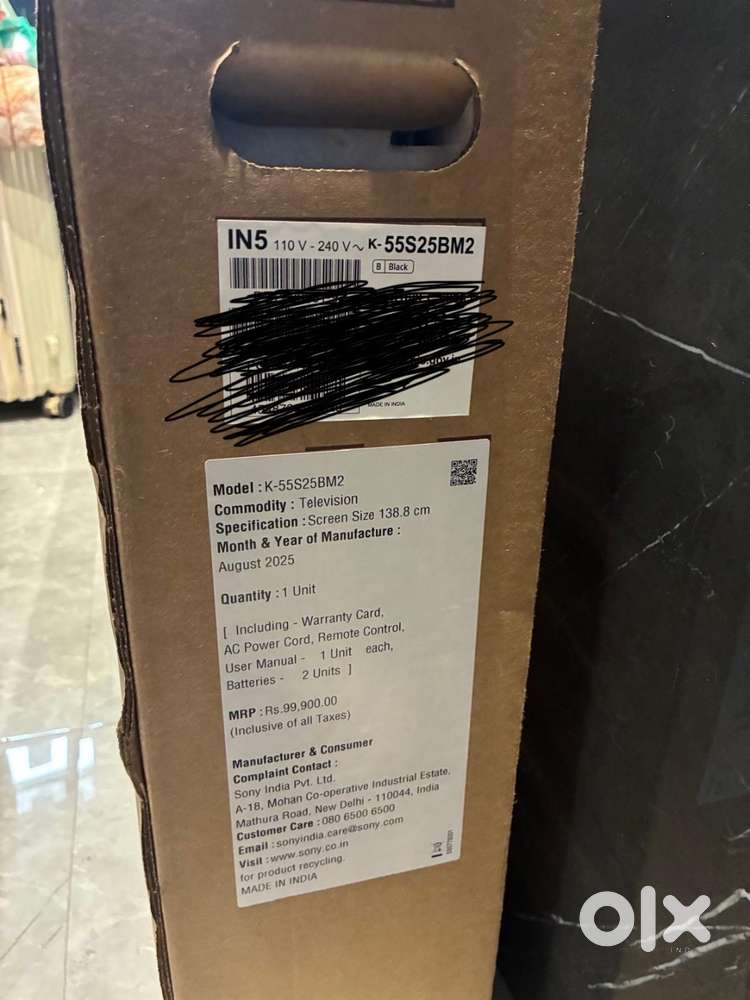 IN5 110 V - 240 V~ K-55S25BM2
B Black
MADE IN INDIA
Model : K-55S25BM2
Commodity : Television
Specification : Screen Size 138.8 cm
Month & Year of Manufacture :
August 2025
Quantity : 1 Unit
[ Including - Warranty Card,
AC Power Cord, Remote Control,
User Manual - 1 Unit each,
Batteries - 2 Units ]
MRP : Rs.99,900.00
(Inclusive of all Taxes)
Manufacturer & Consumer
Complaint Contact :
Sony India Pvt. Ltd.
A-18, Mohan Co-operative Industrial Estate,
Mathura Road, New Delhi - 110044, India
Customer Care : 080 6500 6500
Email : sonyindia.care@sony.com
Visit : www.sony.co.in
for product recycling.
MADE IN INDIA
olx